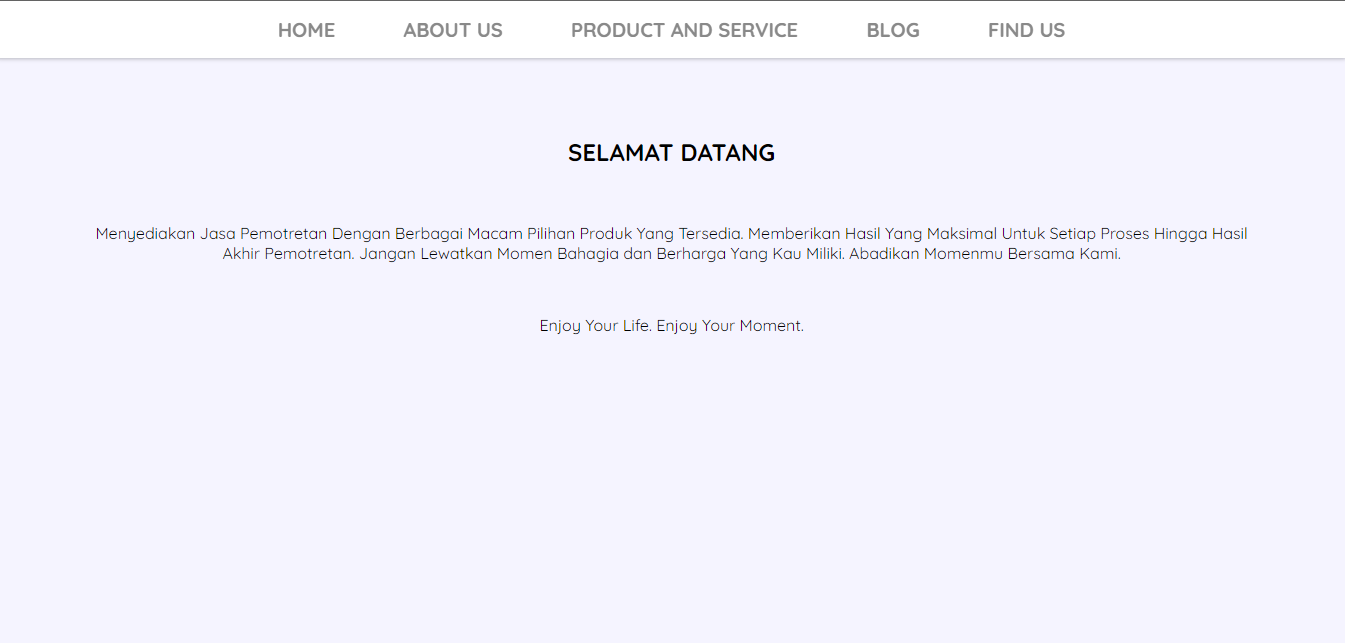 HOME ABOUT US PRODUCT AND SERVICE BLOG FIND US
SELAMAT DATANG
Menyediakan Jasa Pemotretan Dengan Berbagai Macam Pilihan Produk Yang Tersedia. Memberikan Hasil Yang Maksimal Untuk Setiap Proses Hingga Hasil
Akhir Pemotretan. Jangan Lewatkan Momen Bahagia dan Berharga Yang Kau Miliki. Abadikan Momenmu Bersama Kami.
Enjoy Your Life. Enjoy Your Moment.